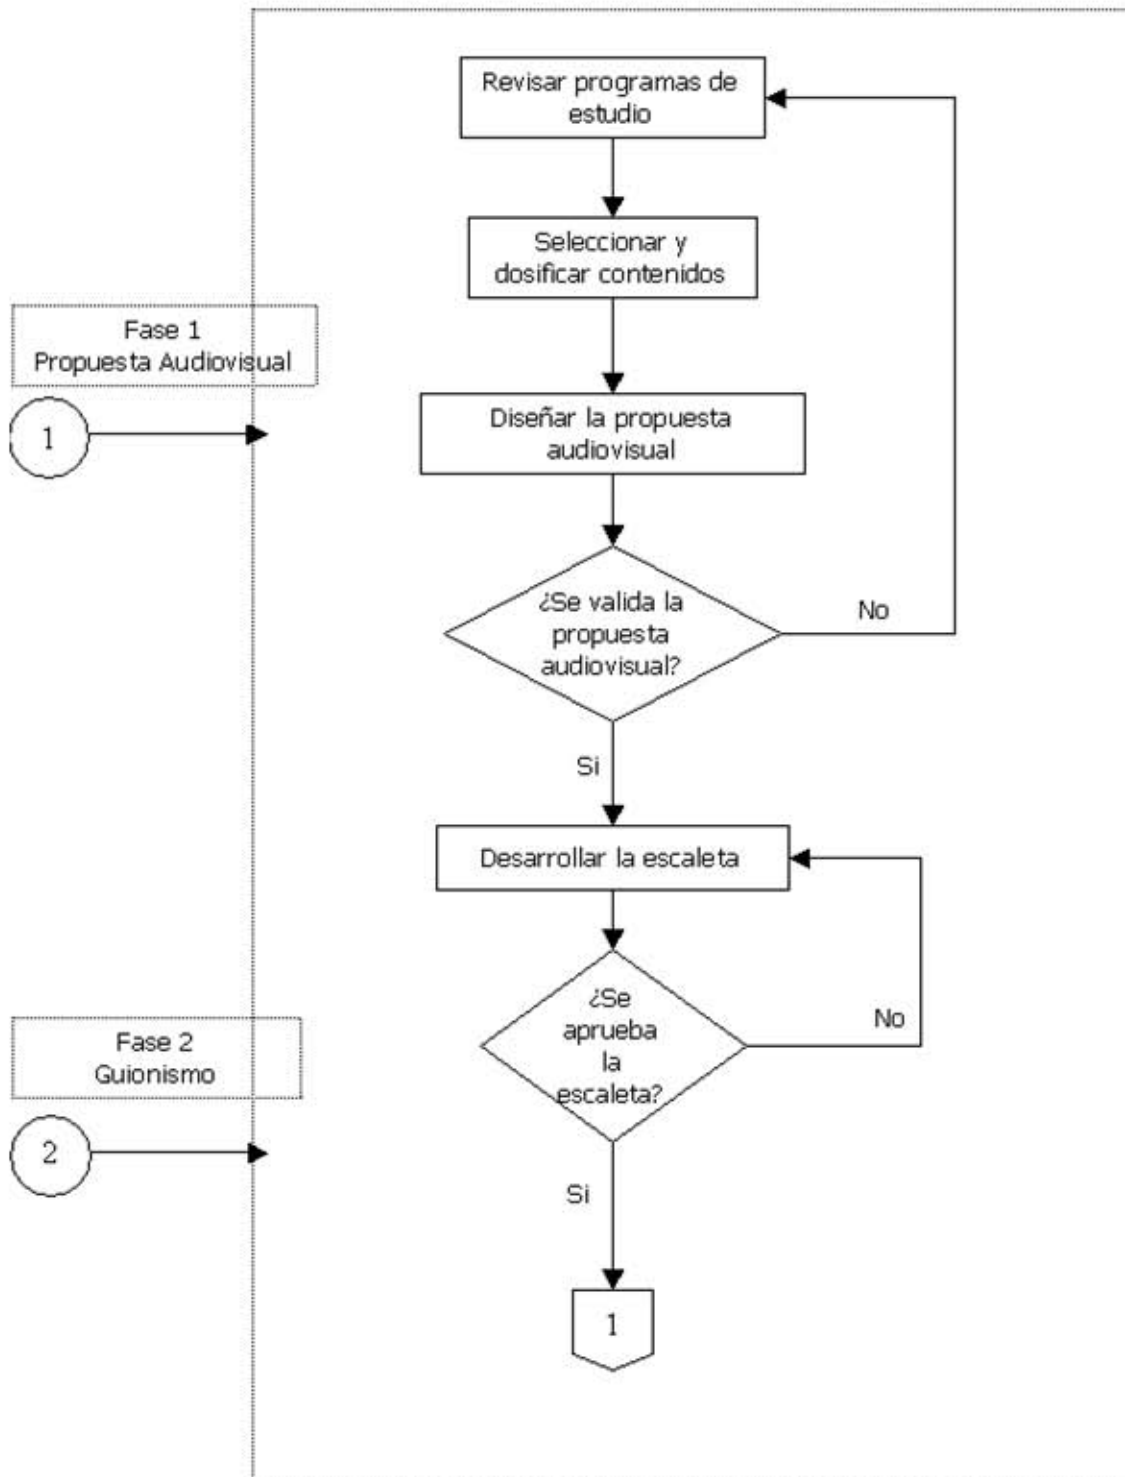 Revisar programas de
estudio
Seleccionar y
dosificar contenidos
Fase 1
Propuesta Audiovisual
1
Diseñar la propuesta
audiovisual
¿Se valida la
propuesta
audiovisual?
No
Si
Desarrollar la escaleta
¿Se
aprueba
la
escaleta?
No
Fase 2
Guionismo
2
Si
1